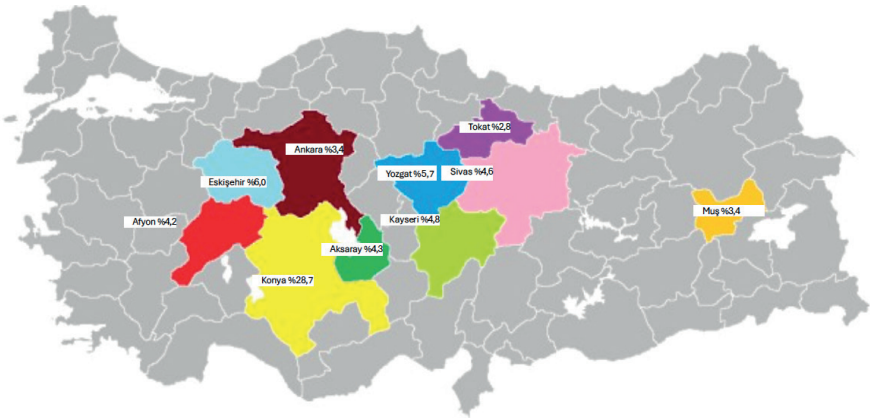 Tokat %2,8
Ankara %3,4
Yozgat %5,7
Sivas %4,6
Eskişehir %6,0
Muş %3,4
Afyon %4,2
Kayseri %4,8
Aksaray %4,3
Konya %28,7